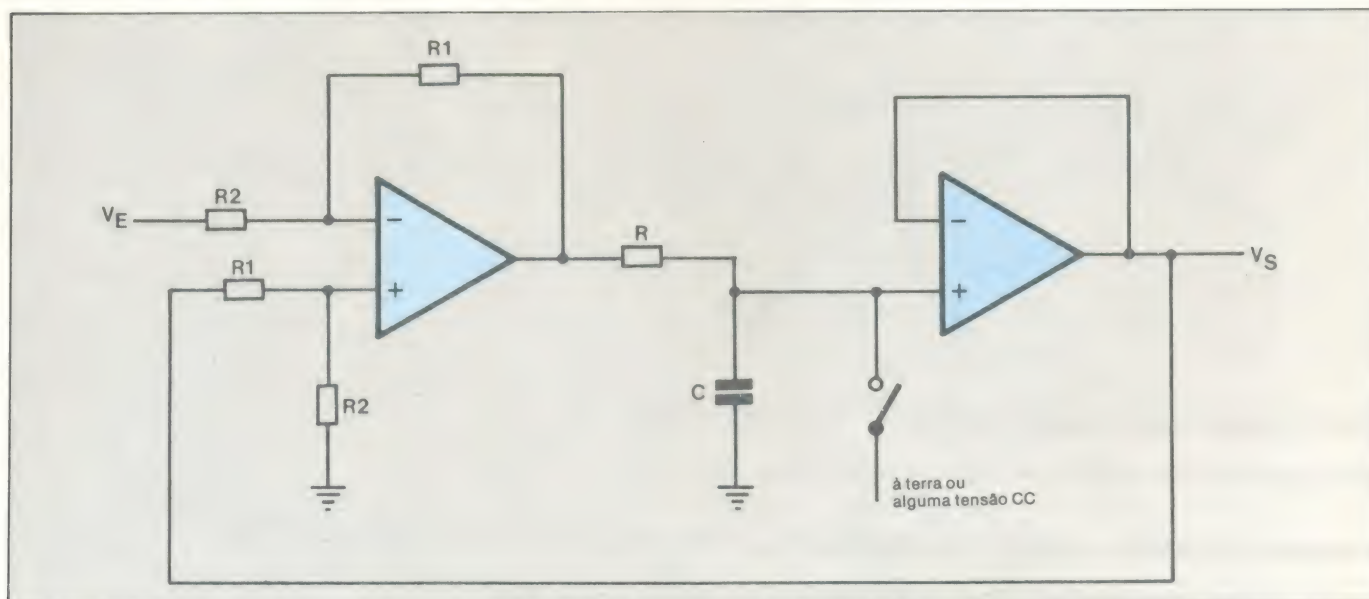 R1
R2
V_E
−
R
−
R1
+
+
V_S
R2
C
à terra ou
alguma tensão CC